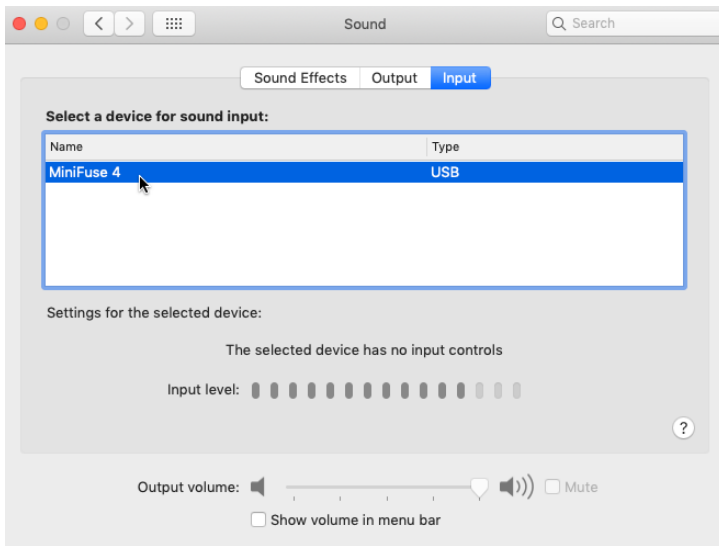 Sound
Search
Sound Effects Output Input
Select a device for sound input:
Name Type
MiniFuse 4 USB
Settings for the selected device:
The selected device has no input controls
Input level:
?
Output volume: Mute
Show volume in menu bar